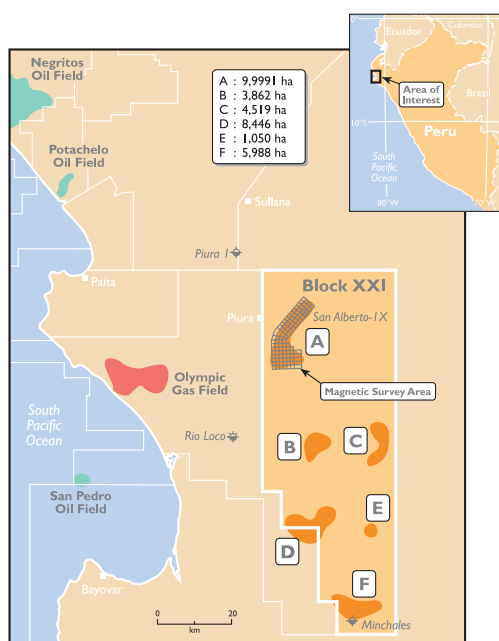 Negritos
Oil Field
Potachelo
Oil Field
A : 9,9991 ha
B : 3,862 ha
C : 4,519 ha
D : 8,446 ha
E : 1,050 ha
F : 5,988 ha
0°
Ecuador
Colombia
Area of
Interest
Brazil
10°S
Peru
South
Pacific
Ocean
80°W
70°W
Sullana
Piura 1
Paita
Block XXI
Piura
San Alberto-1X
A
Magnetic Survey Area
Olympic
Gas Field
South
Pacific
Ocean
Rio Loco
B
C
San Pedro
Oil Field
E
D
F
Bayovar
0
20
km
Minchales